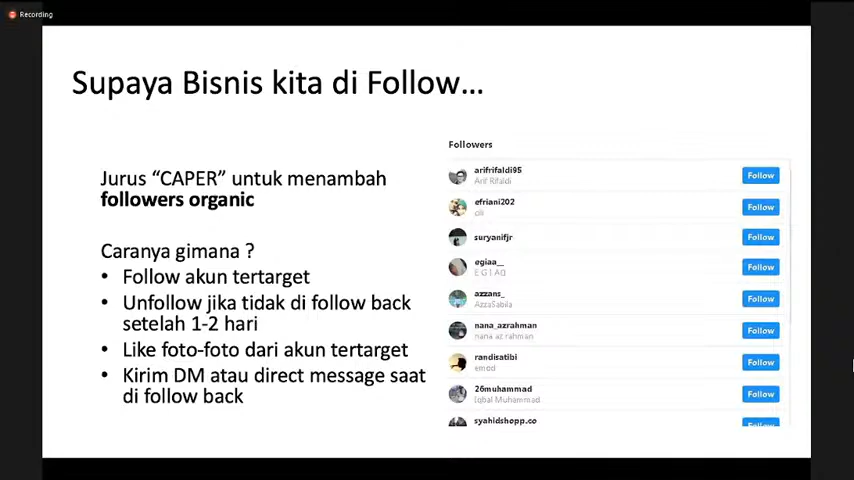 Recording
Supaya Bisnis kita di Follow...
Jurus “CAPER” untuk menambah
followers organic
Caranya gimana ?
• Follow akun tertarget
• Unfollow jika tidak di follow back
setelah 1-2 hari
• Like foto-foto dari akun tertarget
• Kirim DM atau direct message saat
di follow back
Followers
arifrifaldi95
Arif Rifaldi
Follow
efriani202
oli
Follow
suryanifjr
Follow
egiaa__
E G I A
Follow
azzans_
AzzaSabila
Follow
nana_azrahman
nana az rahman
Follow
randisatibi
emod
Follow
26muhammad
Iqbal Muhammad
Follow
syahidshopp.co
Follow